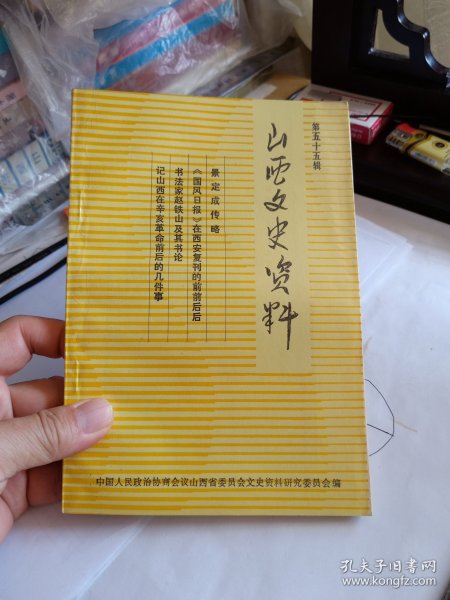 第五十五辑
山西文史资料
景定成传略
《国风日报》在西安复刊的前前后后
书法家赵铁山及其书论
记山西在辛亥革命前后的几件事
中国人民政治协商会议山西省委员会文史资料研究委员会编
孔夫子旧书网
www.kongfz.com